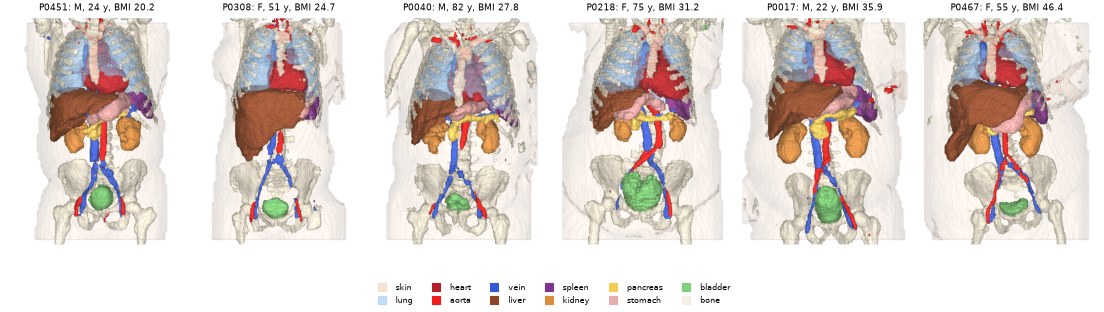 P0451: M, 24 y, BMI 20.2
P0308: F, 51 y, BMI 24.7
P0040: M, 82 y, BMI 27.8
P0218: F, 75 y, BMI 31.2
P0017: M, 22 y, BMI 35.9
P0467: F, 55 y, BMI 46.4
skin heart vein spleen pancreas bladder
lung aorta liver kidney stomach bone